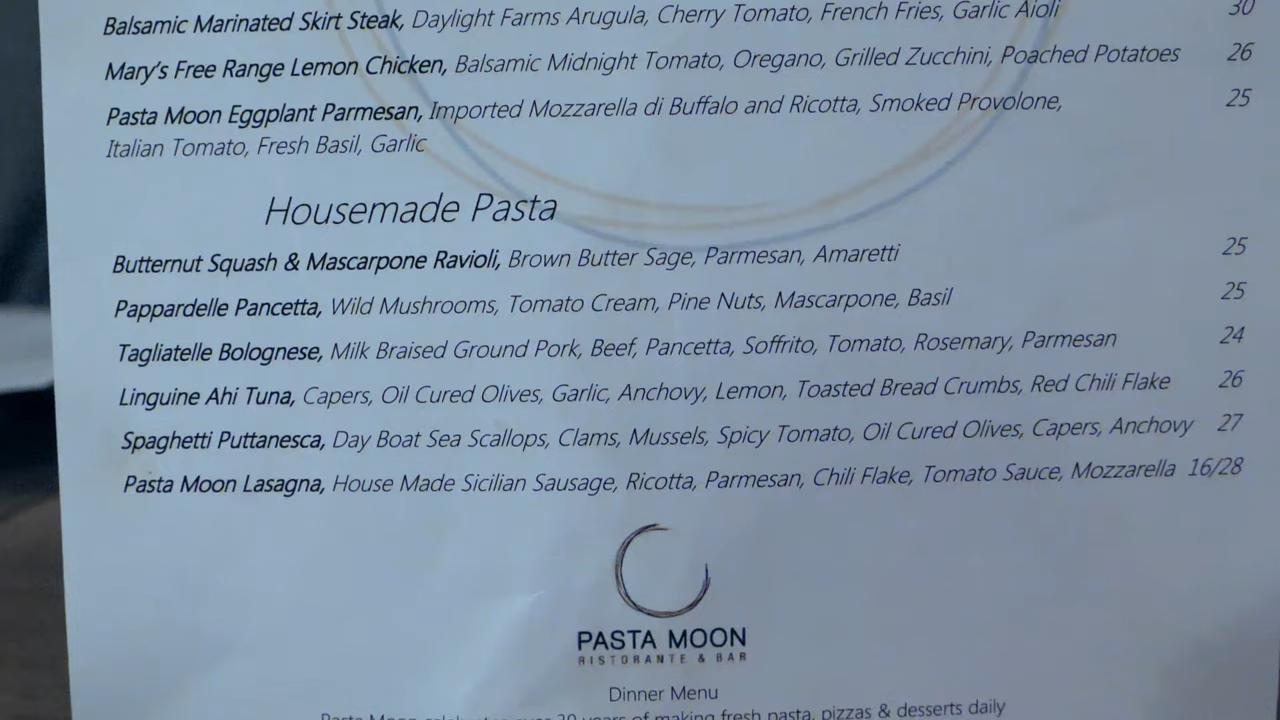 Balsamic Marinated Skirt Steak, Daylight Farms Arugula, Cherry Tomato, French Fries, Garlic Aioli 30
Mary's Free Range Lemon Chicken, Balsamic Midnight Tomato, Oregano, Grilled Zucchini, Poached Potatoes 26
Pasta Moon Eggplant Parmesan, Imported Mozzarella di Buffalo and Ricotta, Smoked Provolone, 25
Italian Tomato, Fresh Basil, Garlic
Housemade Pasta
Butternut Squash & Mascarpone Ravioli, Brown Butter Sage, Parmesan, Amaretti 25
Pappardelle Pancetta, Wild Mushrooms, Tomato Cream, Pine Nuts, Mascarpone, Basil 25
Tagliatelle Bolognese, Milk Braised Ground Pork, Beef, Pancetta, Soffrito, Tomato, Rosemary, Parmesan 24
Linguine Ahi Tuna, Capers, Oil Cured Olives, Garlic, Anchovy, Lemon, Toasted Bread Crumbs, Red Chili Flake 26
Spaghetti Puttanesca, Day Boat Sea Scallops, Clams, Mussels, Spicy Tomato, Oil Cured Olives, Capers, Anchovy 27
Pasta Moon Lasagna, House Made Sicilian Sausage, Ricotta, Parmesan, Chili Flake, Tomato Sauce, Mozzarella 16/28
PASTA MOON
RISTORANTE & BAR
Dinner Menu
Pasta Moon celebrates over 20 years of making fresh pasta, pizzas & desserts daily